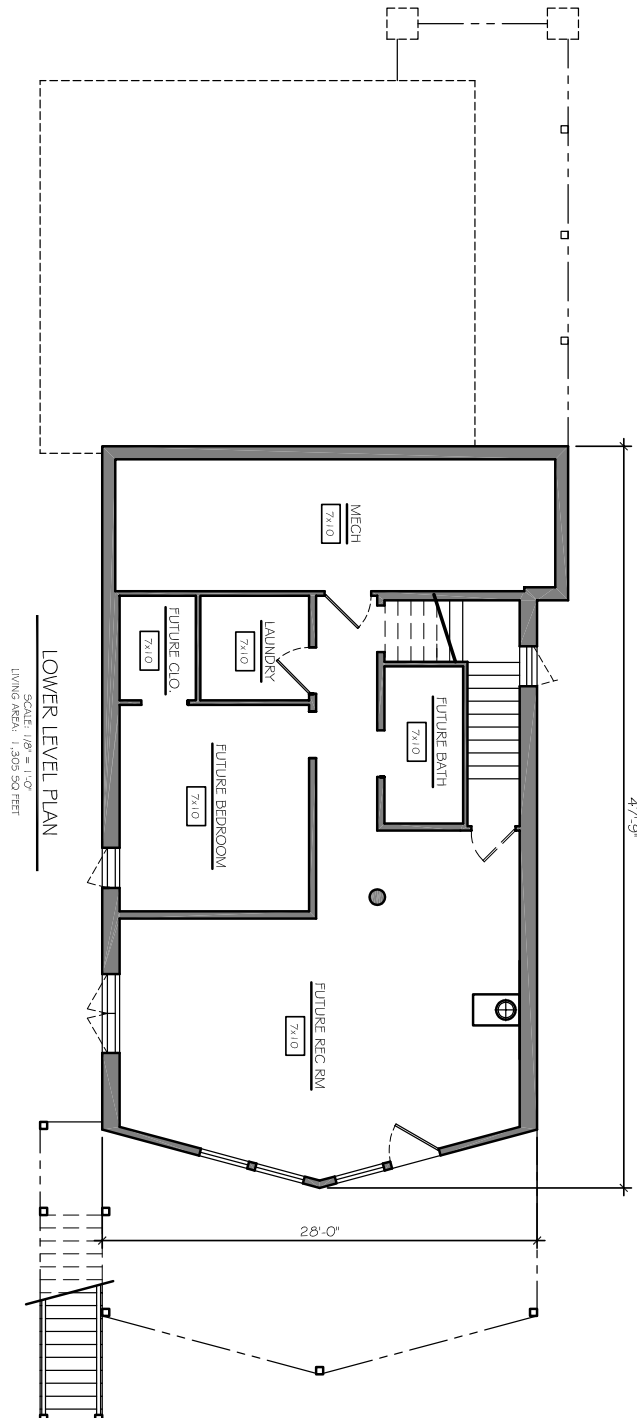 47'-9"
MECH
7x10
LAUNDRY
7x10
FUTURE CLO.
7x10
FUTURE BATH
7x10
FUTURE BEDROOM
7x10
FUTURE REC RM
7x10
28'-0"
LOWER LEVEL PLAN
SCALE: 1/8" = 1'-0"
LIVING AREA: 1,305 SQ FEET